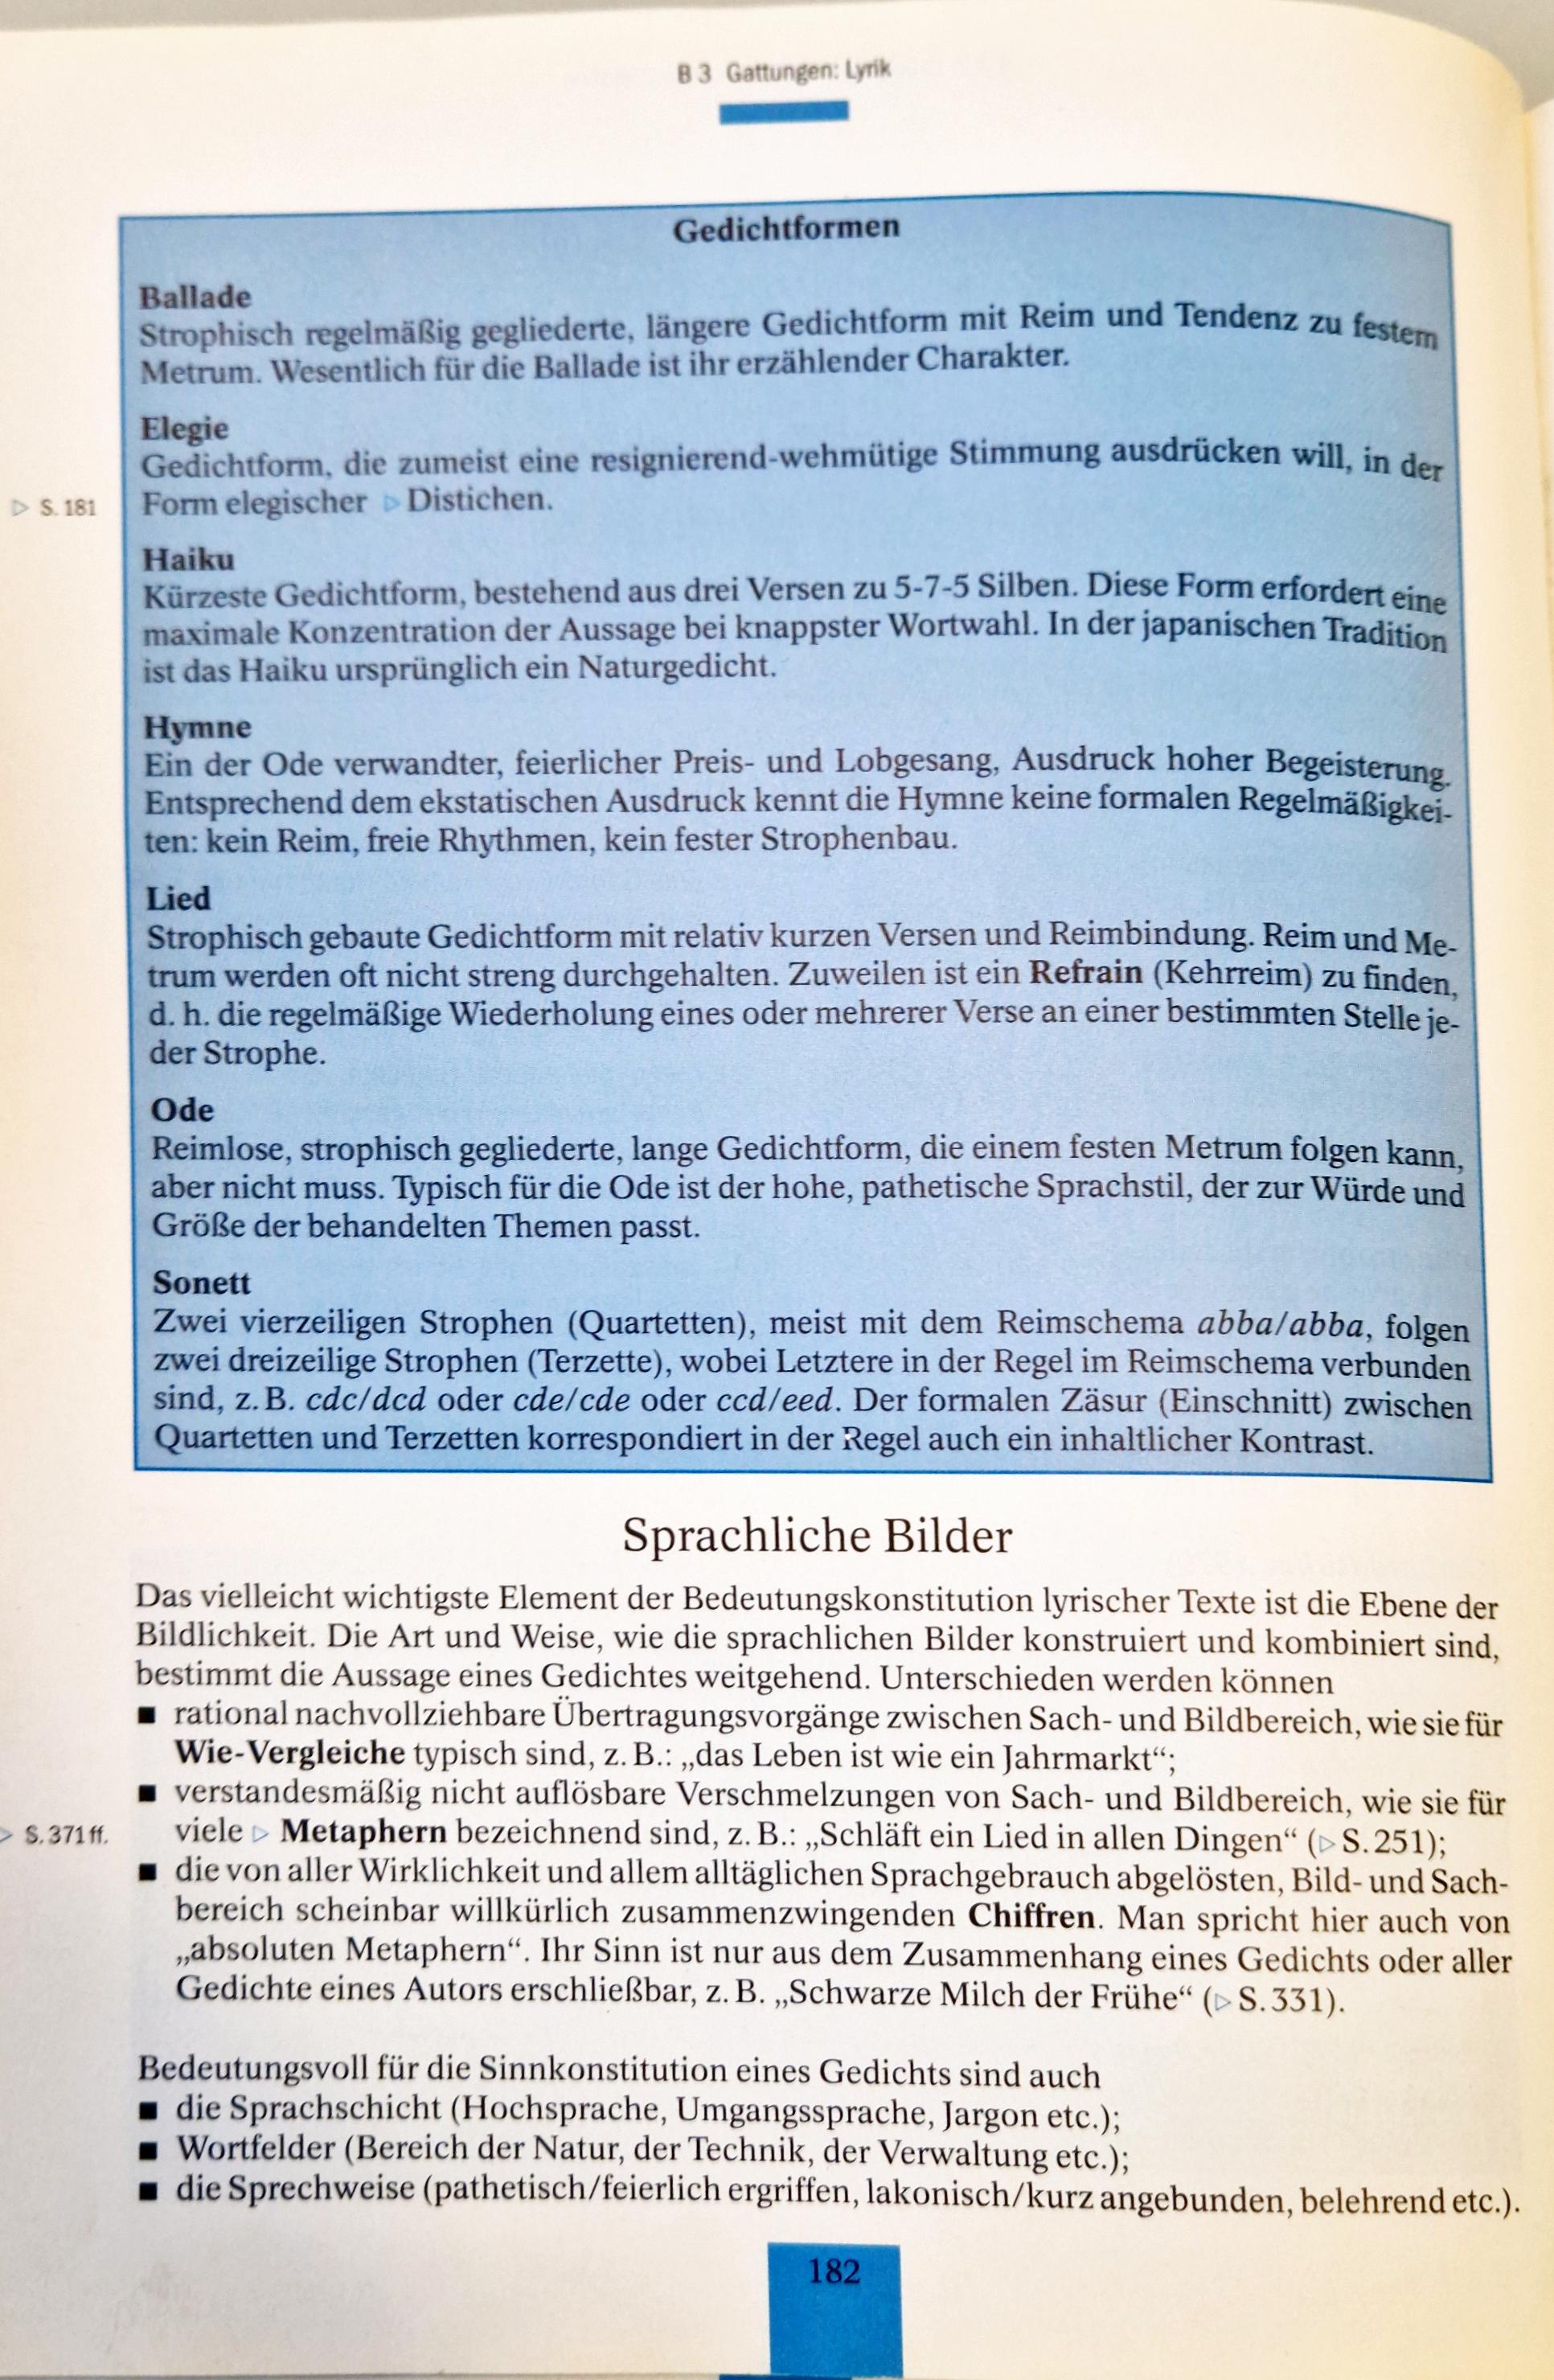 B 3 Gattungen: Lyrik
Gedichtformen
Ballade
Strophisch regelmäßig gegliederte, längere Gedichtform mit Reim und Tendenz zu festem
Metrum. Wesentlich für die Ballade ist ihr erzählender Charakter.
Elegie
Gedichtform, die zumeist eine resignierend-wehmütige Stimmung ausdrücken will, in der
▷ S. 181
Form elegischer ▷ Distichen.
Haiku
Kürzeste Gedichtform, bestehend aus drei Versen zu 5-7-5 Silben. Diese Form erfordert eine
maximale Konzentration der Aussage bei knappster Wortwahl. In der japanischen Tradition
ist das Haiku ursprünglich ein Naturgedicht.
Hymne
Ein der Ode verwandter, feierlicher Preis- und Lobgesang, Ausdruck hoher Begeisterung.
Entsprechend dem ekstatischen Ausdruck kennt die Hymne keine formalen Regelmäßigkei-
ten: kein Reim, freie Rhythmen, kein fester Strophenbau.
Lied
Strophisch gebaute Gedichtform mit relativ kurzen Versen und Reimbindung. Reim und Me-
trum werden oft nicht streng durchgehalten. Zuweilen ist ein Refrain (Kehrreim) zu finden,
d. h. die regelmäßige Wiederholung eines oder mehrerer Verse an einer bestimmten Stelle je-
der Strophe.
Ode
Reimlose, strophisch gegliederte, lange Gedichtform, die einem festen Metrum folgen kann,
aber nicht muss. Typisch für die Ode ist der hohe, pathetische Sprachstil, der zur Würde und
Größe der behandelten Themen passt.
Sonett
Zwei vierzeiligen Strophen (Quartetten), meist mit dem Reimschema abba/abba, folgen
zwei dreizeilige Strophen (Terzette), wobei Letztere in der Regel im Reimschema verbunden
sind, z. B. cdc/dcd oder cde/cde oder ccd/eed. Der formalen Zäsur (Einschnitt) zwischen
Quartetten und Terzetten korrespondiert in der Regel auch ein inhaltlicher Kontrast.
Sprachliche Bilder
Das vielleicht wichtigste Element der Bedeutungskonstitution lyrischer Texte ist die Ebene der
Bildlichkeit. Die Art und Weise, wie die sprachlichen Bilder konstruiert und kombiniert sind,
bestimmt die Aussage eines Gedichtes weitgehend. Unterschieden werden können
■ rational nachvollziehbare Übertragungsvorgänge zwischen Sach- und Bildbereich, wie sie für
Wie-Vergleiche typisch sind, z. B.: „das Leben ist wie ein Jahrmarkt“;
■ verstandesmäßig nicht auflösbare Verschmelzungen von Sach- und Bildbereich, wie sie für
▷ S. 371 ff.
viele ▷ Metaphern bezeichnend sind, z. B.: „Schläft ein Lied in allen Dingen“ (▷ S. 251);
■ die von aller Wirklichkeit und allem alltäglichen Sprachgebrauch abgelösten, Bild- und Sach-
bereich scheinbar willkürlich zusammenzwingenden Chiffren. Man spricht hier auch von
„absoluten Metaphern“. Ihr Sinn ist nur aus dem Zusammenhang eines Gedichts oder aller
Gedichte eines Autors erschließbar, z. B. „Schwarze Milch der Frühe“ (▷ S. 331).
Bedeutungsvoll für die Sinnkonstitution eines Gedichts sind auch
■ die Sprachschicht (Hochsprache, Umgangssprache, Jargon etc.);
■ Wortfelder (Bereich der Natur, der Technik, der Verwaltung etc.);
■ die Sprechweise (pathetisch/feierlich ergriffen, lakonisch/kurz angebunden, belehrend etc.).
182